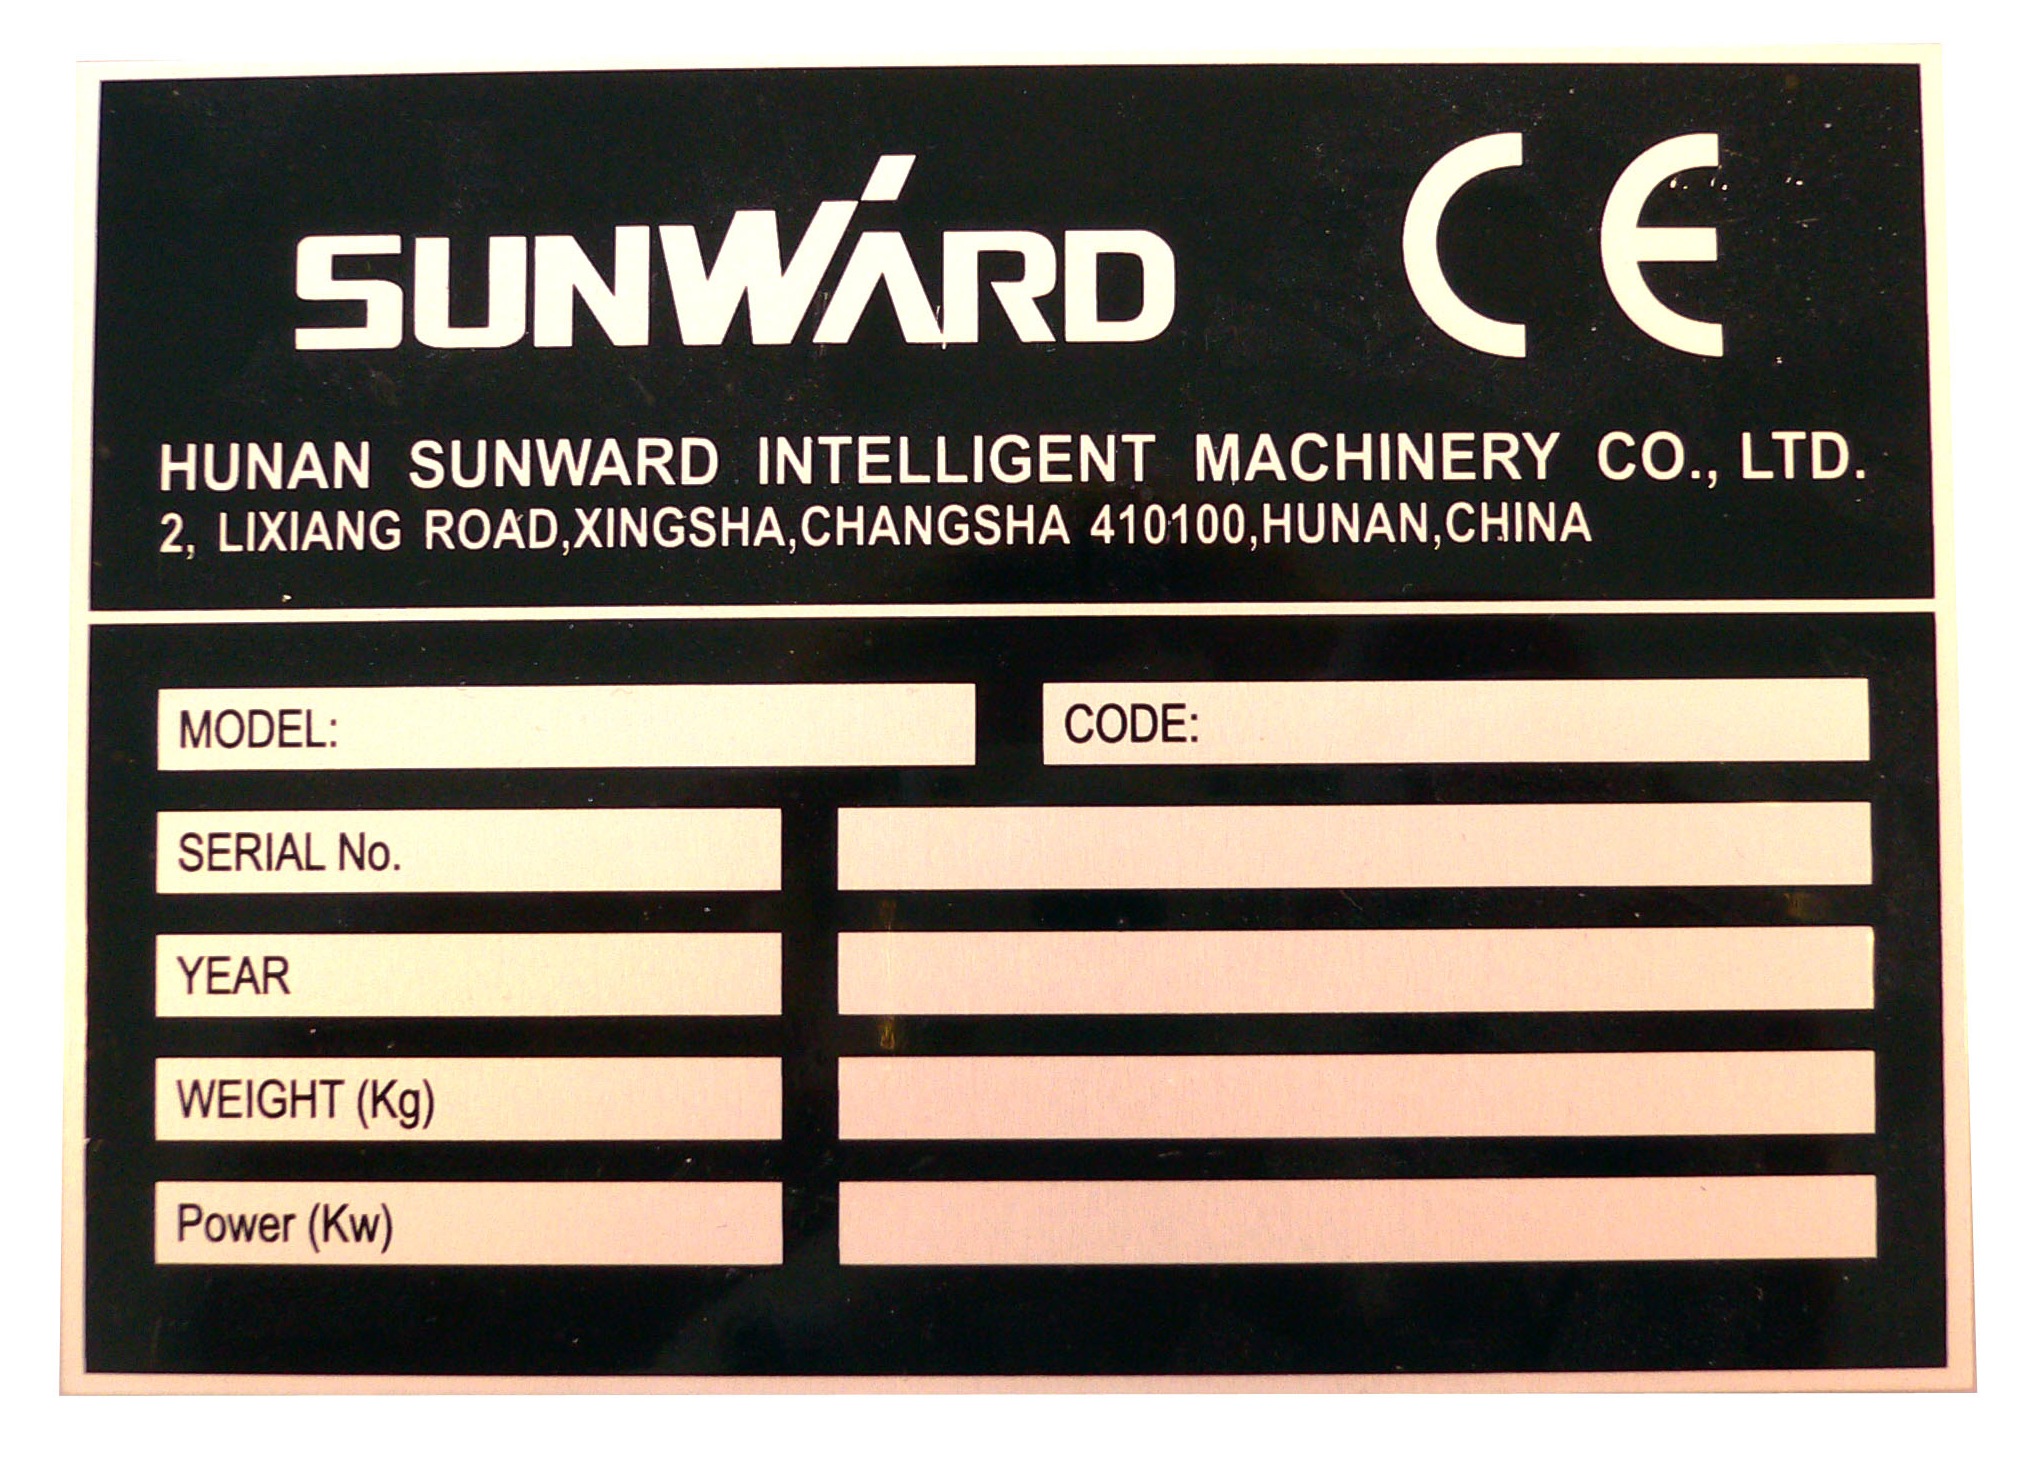 SUNWARD CE
HUNAN SUNWARD INTELLIGENT MACHINERY CO., LTD.
2, LIXIANG ROAD,XINGSHA,CHANGSHA 410100,HUNAN,CHINA
MODEL: CODE:
SERIAL No.
YEAR
WEIGHT (Kg)
Power (Kw)